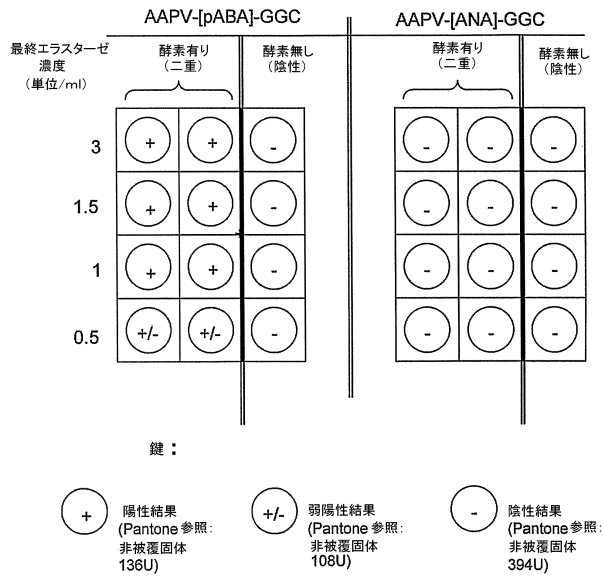 AAPV-[pABA]-GGC
AAPV-[ANA]-GGC
最終エラスターゼ
濃度
(単位/ml)
酵素有り
(二重)
酵素無し
(陰性)
酵素有り
(二重)
酵素無し
(陰性)
3 + + - - - -
1.5 + + - - - -
1 + + - - - -
0.5 +/- +/- - - - -
鍵：
+
陽性結果
(Pantone 参照:
非被覆固体
136U)
+/-
弱陽性結果
(Pantone 参照:
非被覆固体
108U)
-
陰性結果
(Pantone 参照:
非被覆固体
394U)